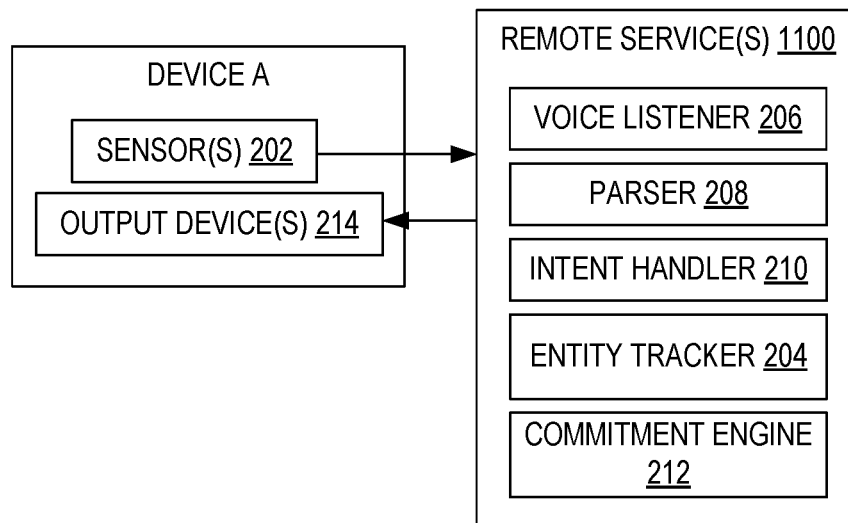 DEVICE A
SENSOR(S) 202
OUTPUT DEVICE(S) 214
REMOTE SERVICE(S) 1100
VOICE LISTENER 206
PARSER 208
INTENT HANDLER 210
ENTITY TRACKER 204
COMMITMENT ENGINE
212